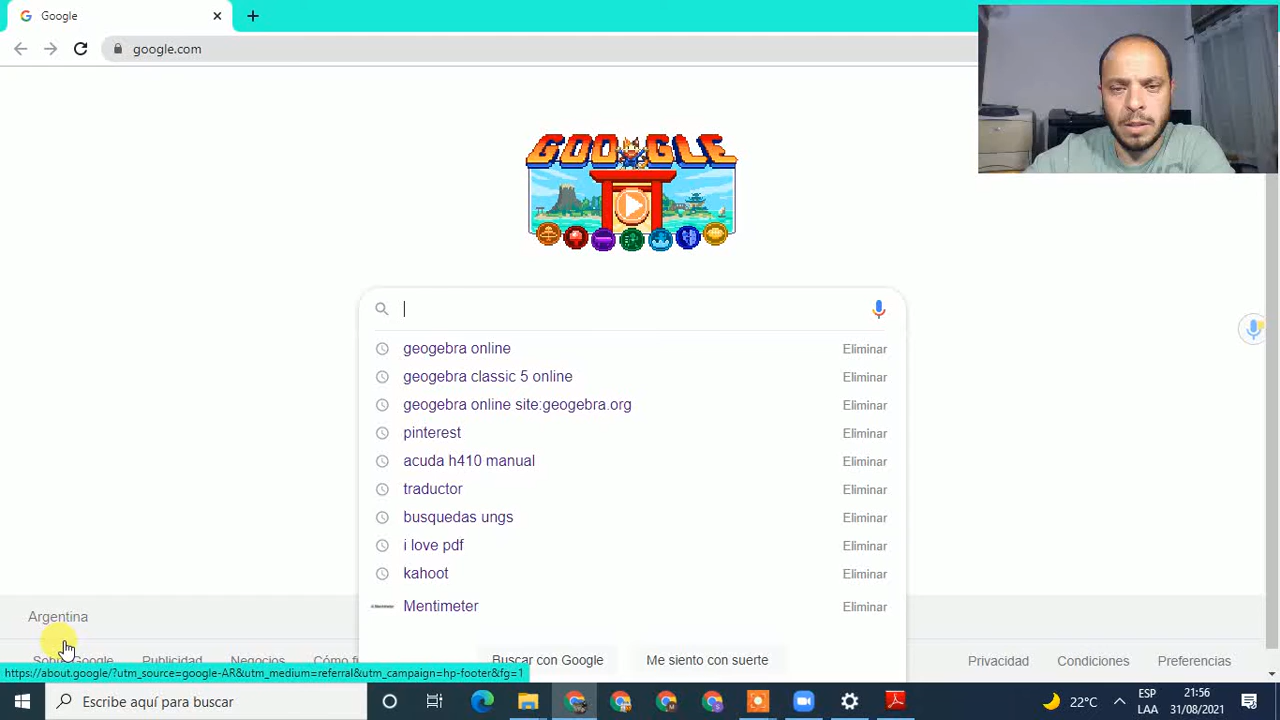 Google
google.com
GOOGLE
geogebra online Eliminar
geogebra classic 5 online Eliminar
geogebra online site:geogebra.org Eliminar
pinterest Eliminar
acuda h410 manual Eliminar
traductor Eliminar
busquedas ungs Eliminar
i love pdf Eliminar
kahoot Eliminar
Mentimeter Eliminar
Argentina
Buscar con Google Me siento con suerte
Publicidad Negocios Privacidad Condiciones Preferencias
https://about.google/?utm_source=google-AR&utm_medium=referral&utm_campaign=hp-footer&fg=1
Escribe aquí para buscar
22°C
ESP
LAA
21:56
31/08/2021